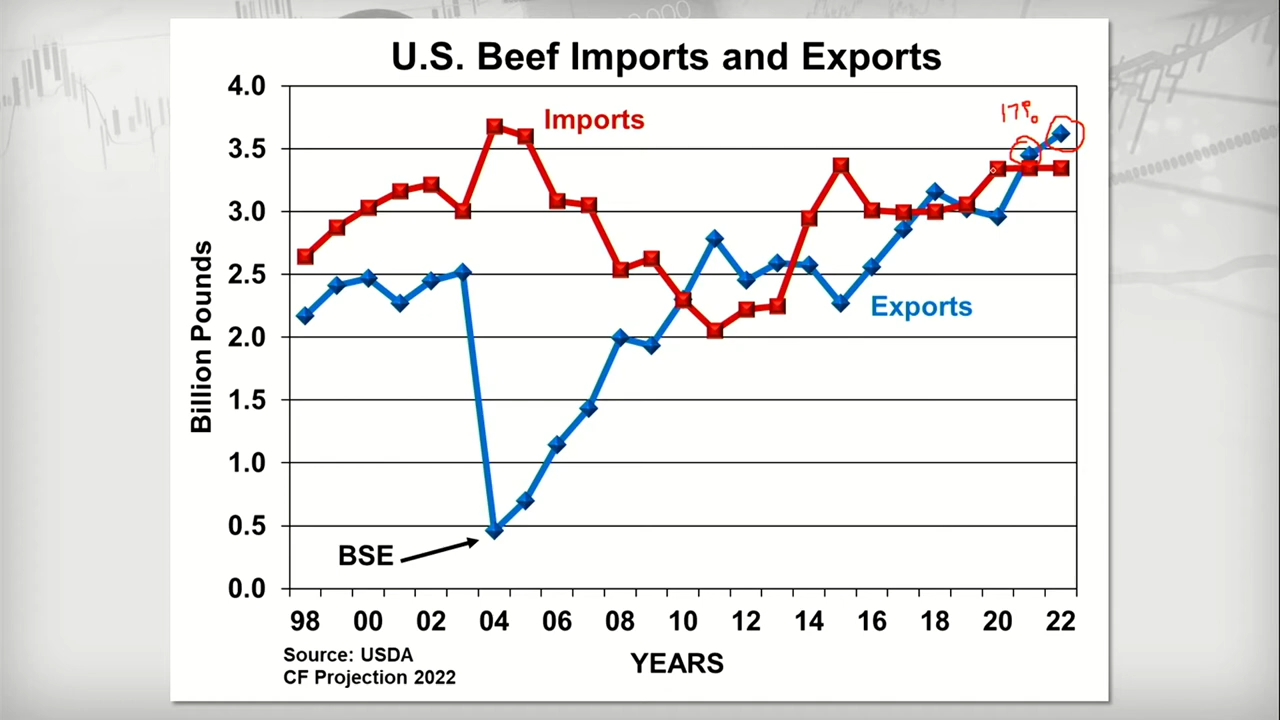 U.S. Beef Imports and Exports
4.0
3.5
3.0
2.5
2.0
1.5
1.0
0.5
0.0
Billion Pounds
Imports
17%
Exports
BSE
98 00 02 04 06 08 10 12 14 16 18 20 22
YEARS
Source: USDA
CF Projection 2022